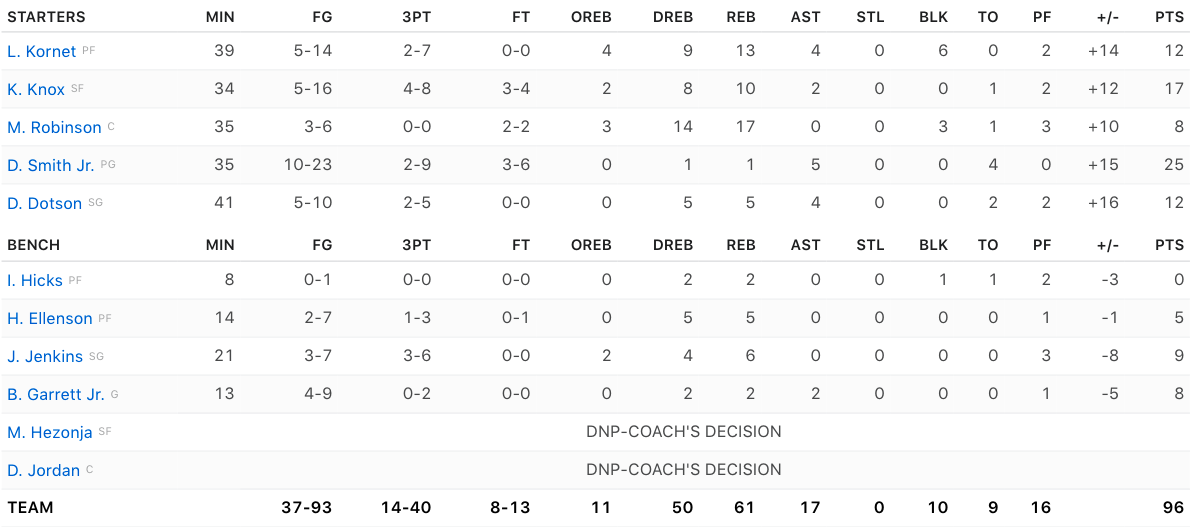 STARTERS MIN FG 3PT FT OREB DREB REB AST STL BLK TO PF +/- PTS
L. Kornet PF 39 5-14 2-7 0-0 4 9 13 4 0 6 0 2 +14 12
K. Knox SF 34 5-16 4-8 3-4 2 8 10 2 0 0 1 2 +12 17
M. Robinson C 35 3-6 0-0 2-2 3 14 17 0 0 3 1 3 +10 8
D. Smith Jr. PG 35 10-23 2-9 3-6 0 1 1 5 0 0 4 0 +15 25
D. Dotson SG 41 5-10 2-5 0-0 0 5 5 4 0 0 2 2 +16 12
BENCH MIN FG 3PT FT OREB DREB REB AST STL BLK TO PF +/- PTS
I. Hicks PF 8 0-1 0-0 0-0 0 2 2 0 0 1 1 2 -3 0
H. Ellenson PF 14 2-7 1-3 0-1 0 5 5 0 0 0 0 1 -1 5
J. Jenkins SG 21 3-7 3-6 0-0 2 4 6 0 0 0 0 3 -8 9
B. Garrett Jr. G 13 4-9 0-2 0-0 0 2 2 2 0 0 0 1 -5 8
M. Hezonja SF DNP-COACH'S DECISION
D. Jordan C DNP-COACH'S DECISION
TEAM 37-93 14-40 8-13 11 50 61 17 0 10 9 16 96